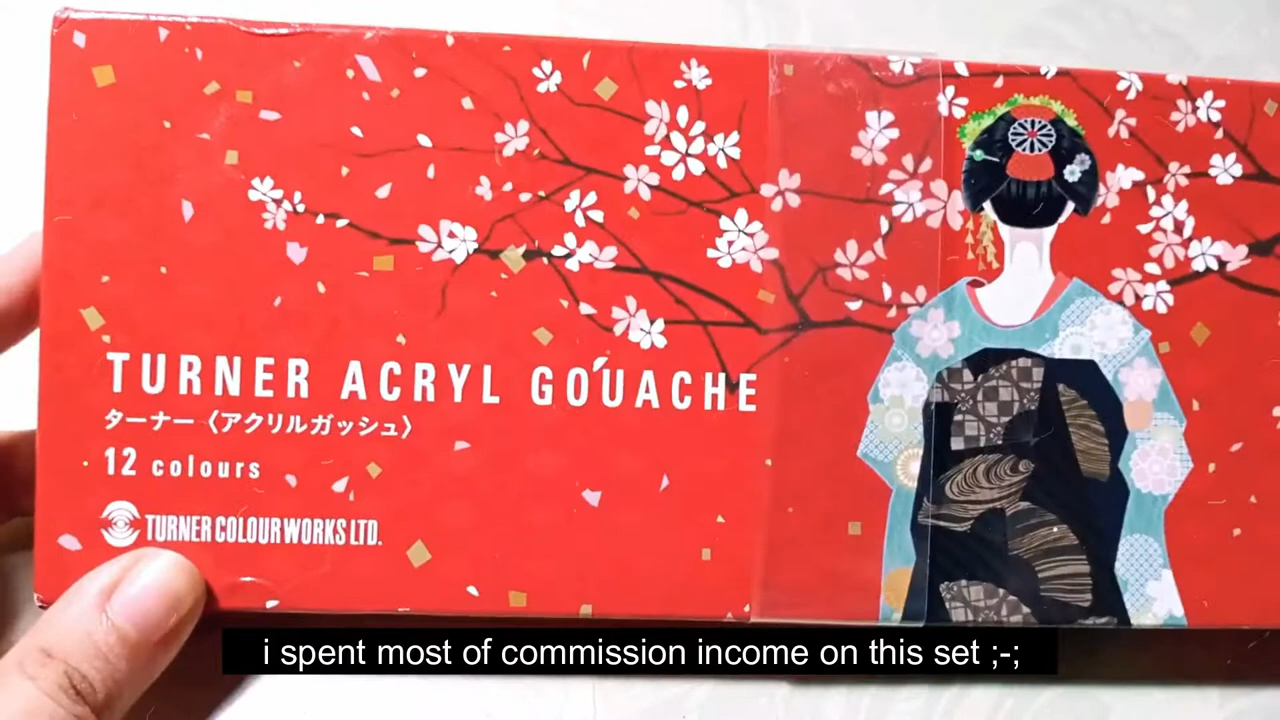 TURNER ACRYL GOUACHE
ターナー〈アクリルガッシュ〉
12 colours
TURNER COLOUR WORKS LTD.
i spent most of commission income on this set ;-;